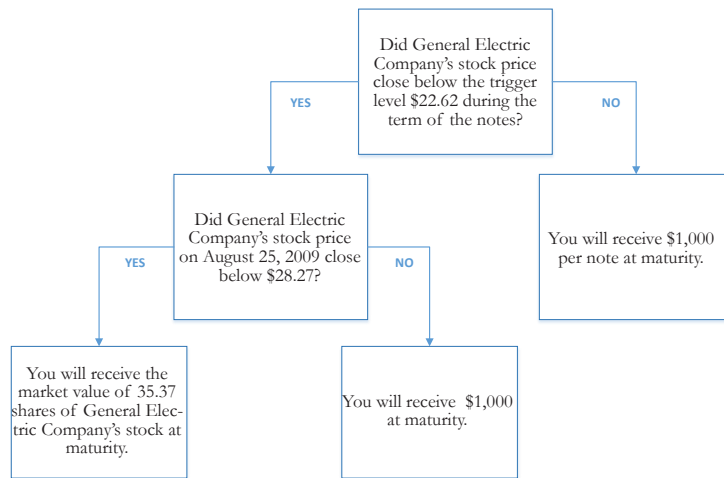 Did General Electric
Company's stock price
close below the trigger
level $22.62 during the
term of the notes?
YES
NO
Did General Electric
Company's stock price
on August 25, 2009 close
below $28.27?
You will receive $1,000
per note at maturity.
YES
NO
You will receive the
market value of 35.37
shares of General Elec-
tric Company's stock at
maturity.
You will receive $1,000
at maturity.